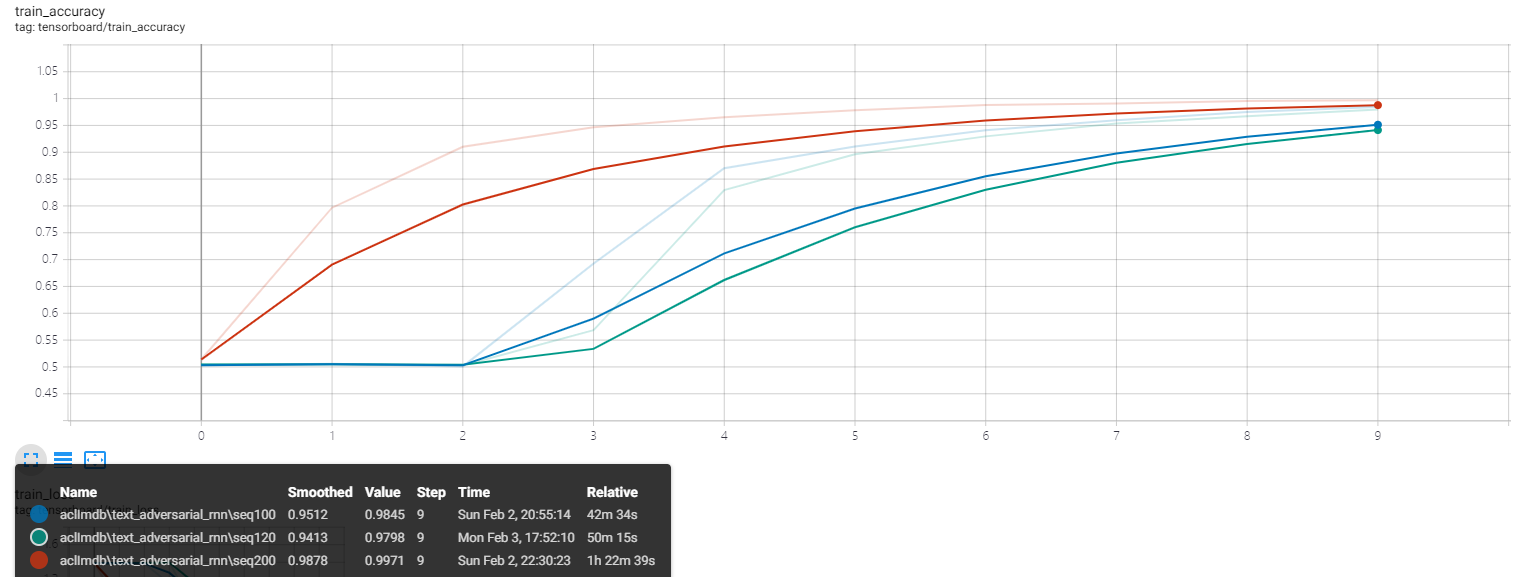 train_accuracy
tag: tensorboard/train_accuracy
1.05
1
0.95
0.9
0.85
0.8
0.75
0.7
0.65
0.6
0.55
0.5
0.45
0 1 2 3 4 5 6 7 8 9
Name Smoothed Value Step Time Relative
aclImdb\text_adversarial_rnn\seq100 0.9512 0.9845 9 Sun Feb 2, 20:55:14 42m 34s
aclImdb\text_adversarial_rnn\seq120 0.9413 0.9798 9 Mon Feb 3, 17:52:10 50m 15s
aclImdb\text_adversarial_rnn\seq200 0.9878 0.9971 9 Sun Feb 2, 22:30:23 1h 22m 39s